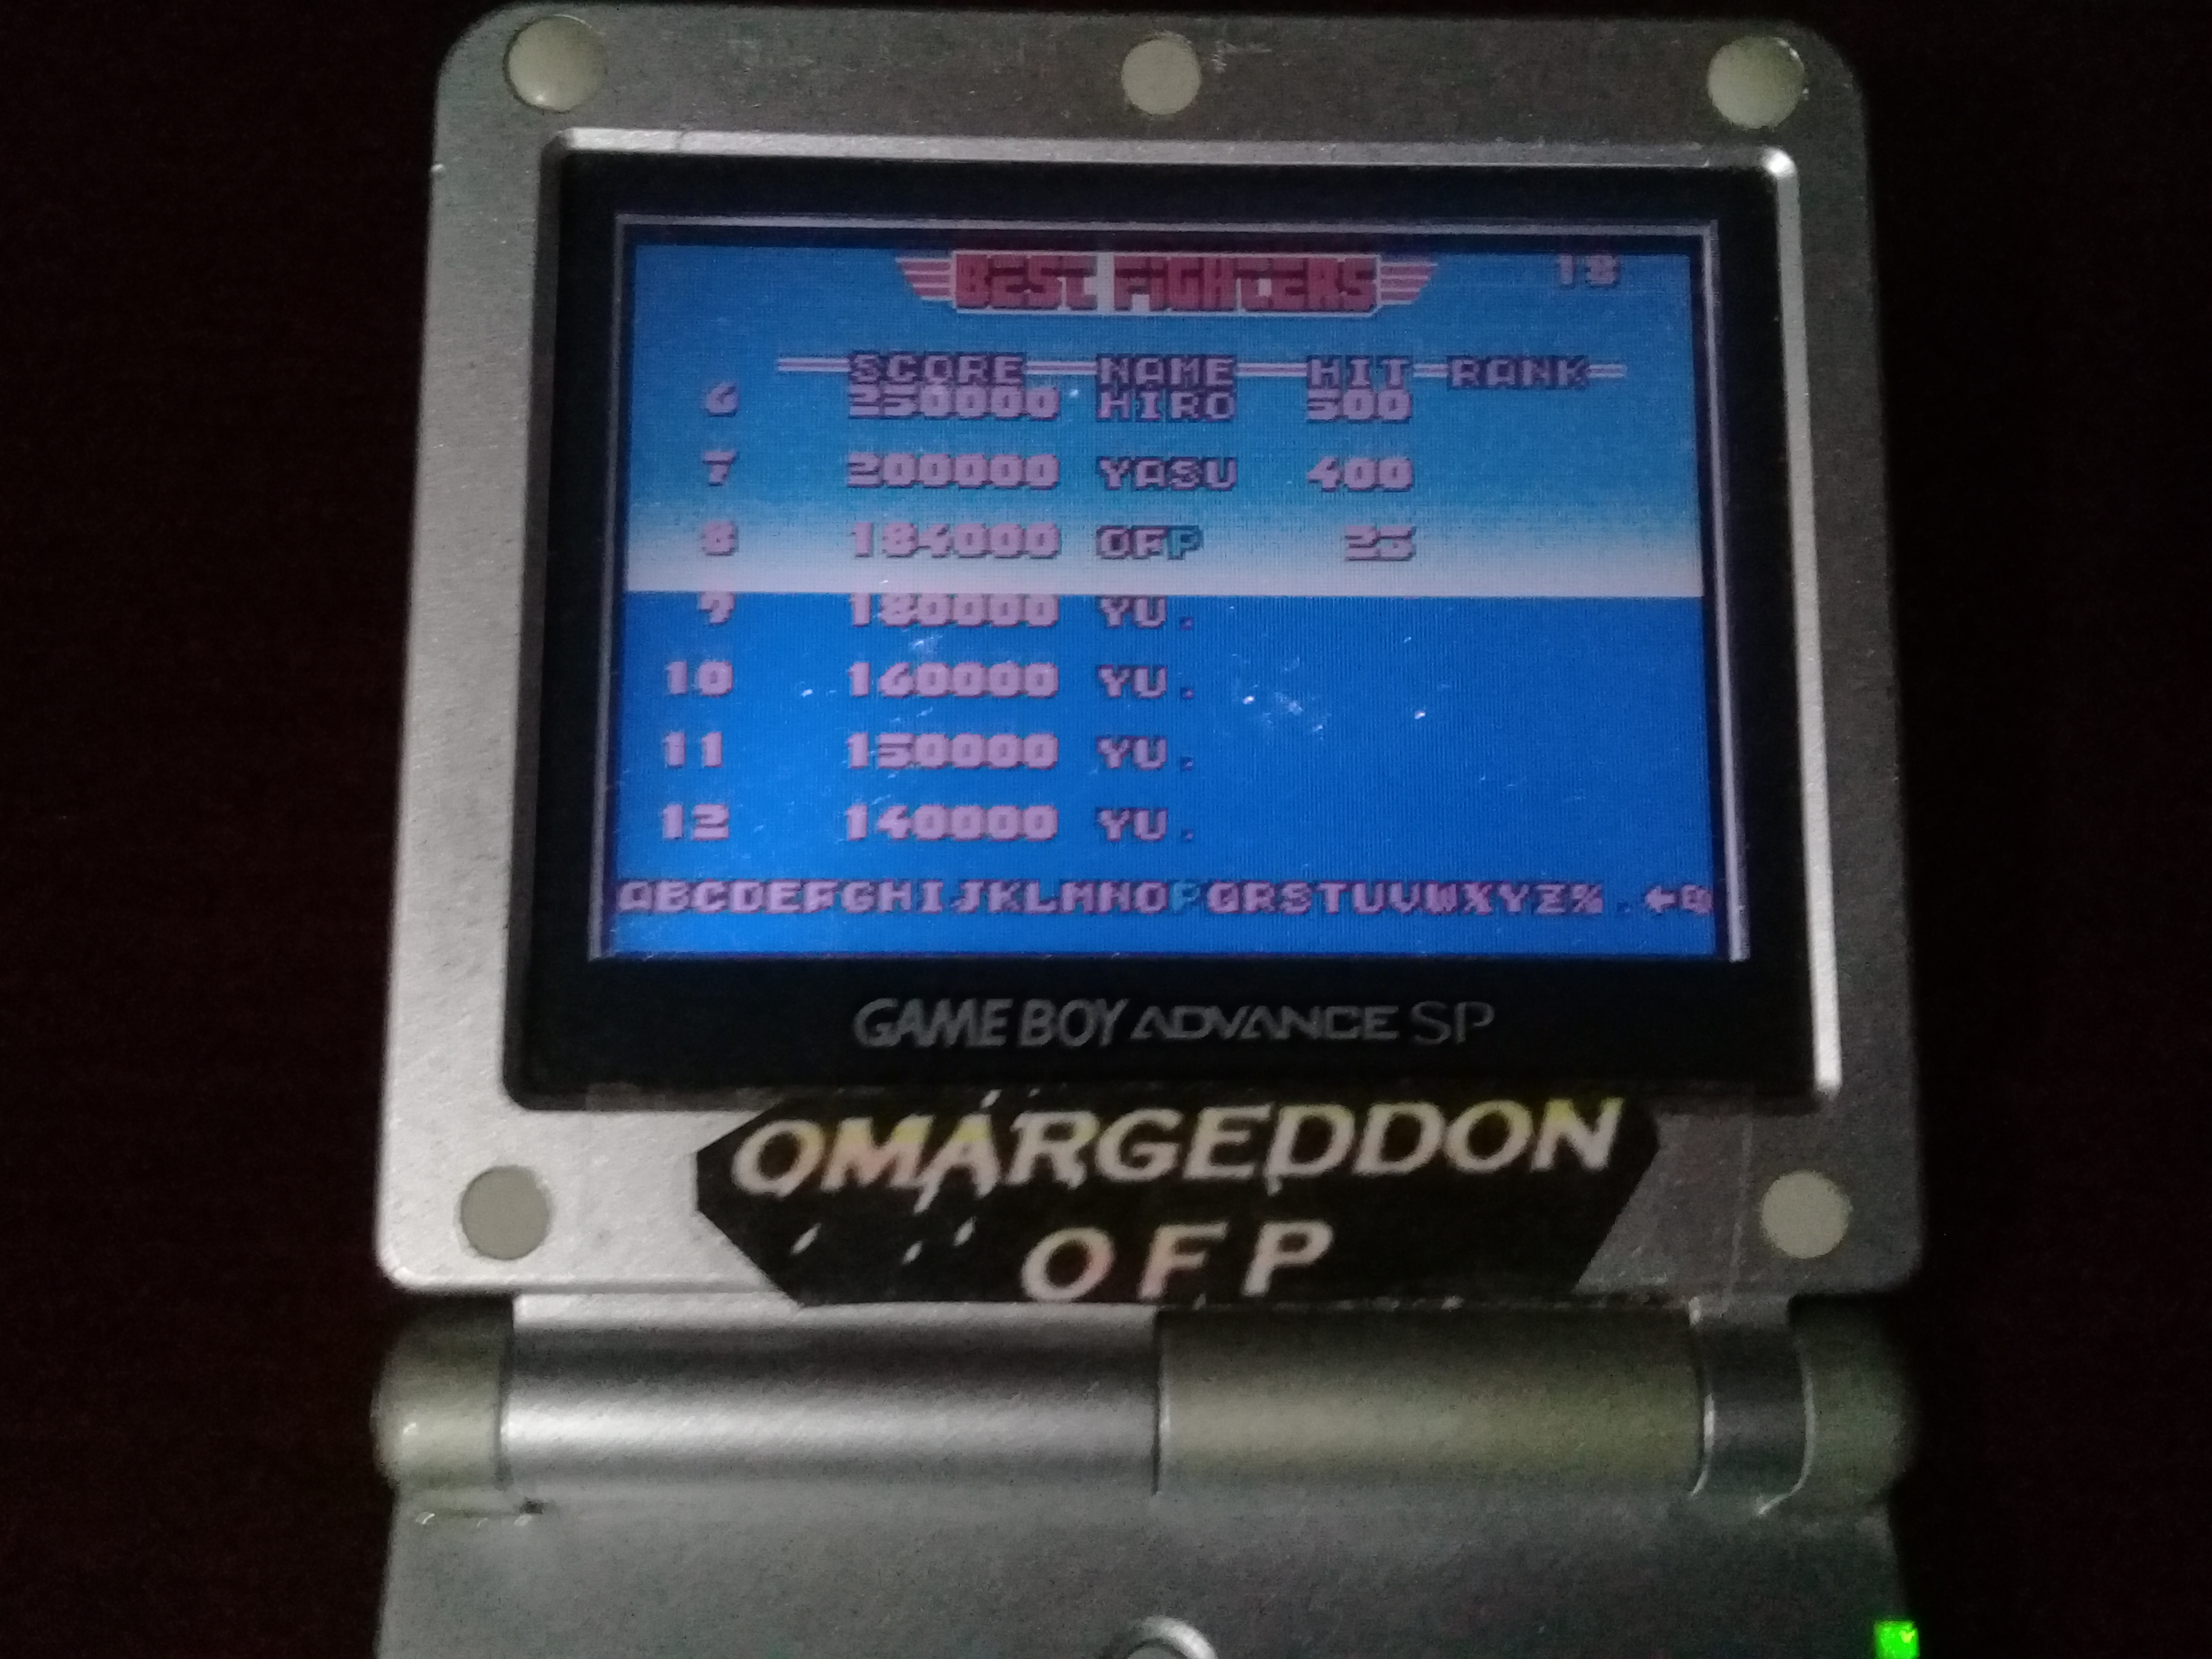 BEST FIGHTERS 18
SCORE NAME HIT RANK
6 250000 HIRO 500
7 200000 YASU 400
8 184000 OFP 25
9 180000 YU.
10 160000 YU.
11 150000 YU.
12 140000 YU.
ABCDEFGHIJKLMNOPQRSTUVWXYZ% .←
GAME BOY ADVANCE SP
OMARGEDDON
OFP